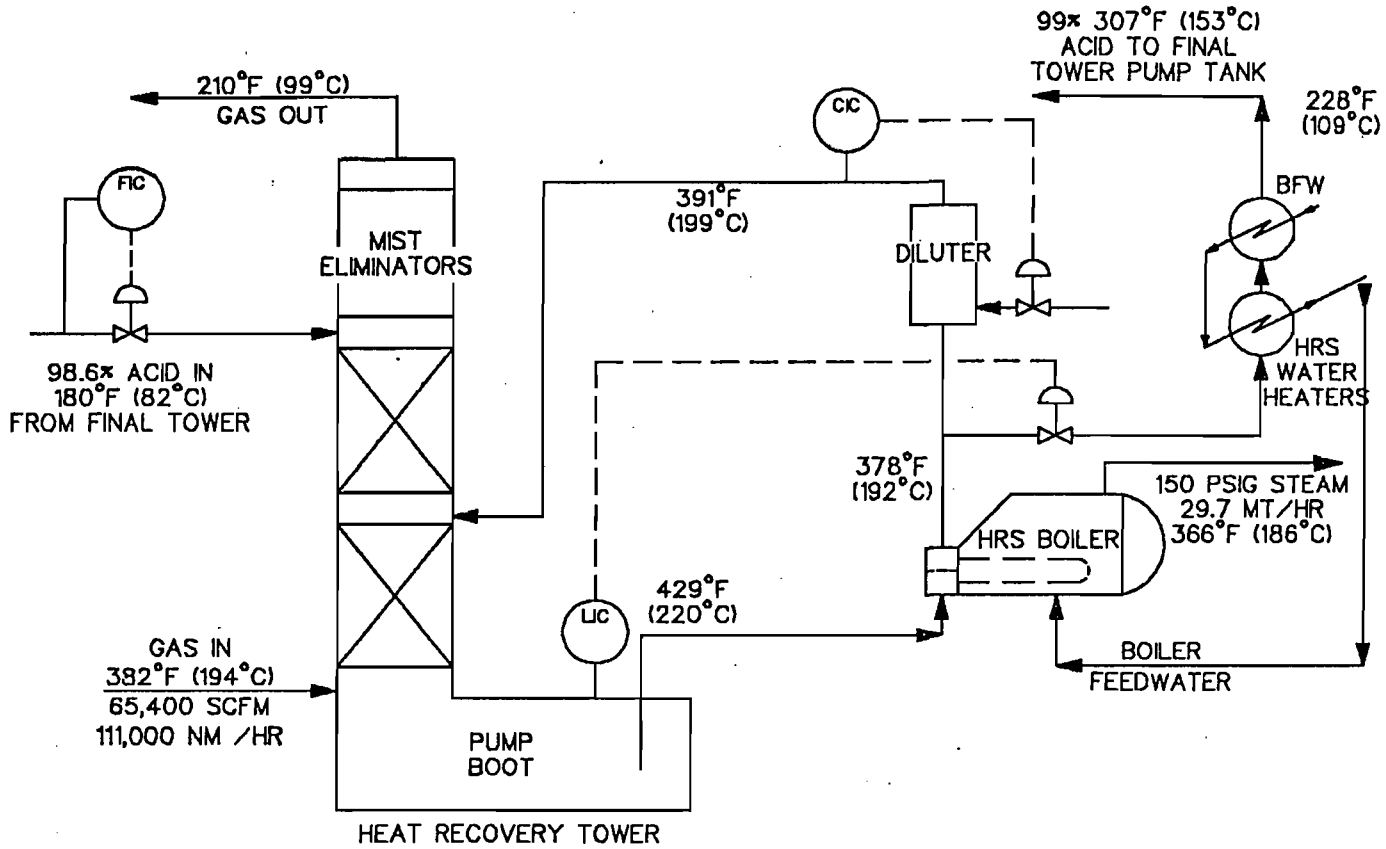 99% 307°F (153°C)
ACID TO FINAL
TOWER PUMP TANK
210°F (99°C)
GAS OUT
CIC
228°F
(109°C)
FIC
BFW
391°F
(199°C)
MIST
ELIMINATORS
DILUTER
98.6% ACID IN
180°F (82°C)
FROM FINAL TOWER
HRS
WATER
HEATERS
378°F
(192°C)
150 PSIG STEAM
29.7 MT/HR
366°F (186°C)
HRS BOILER
429°F
(220°C)
LIC
GAS IN
382°F (194°C)
65,400 SCFM
111,000 NM /HR
BOILER
FEEDWATER
PUMP
BOOT
HEAT RECOVERY TOWER